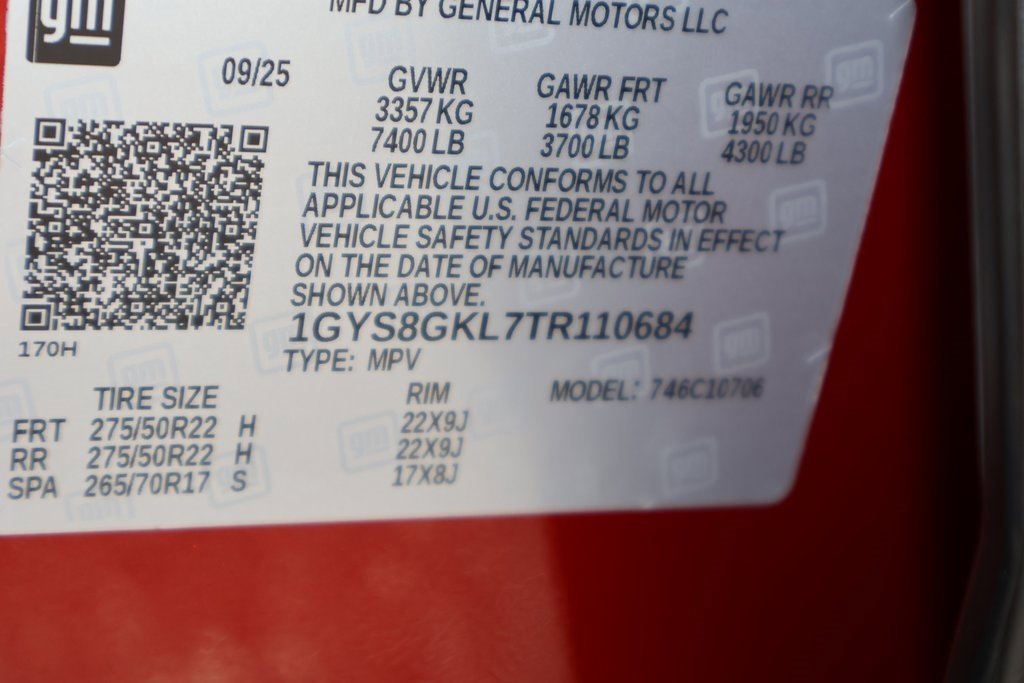 gm
MFD BY GENERAL MOTORS LLC
09/25 GVWR GAWR FRT GAWR RR
3357 KG 1678 KG 1950 KG
7400 LB 3700 LB 4300 LB
THIS VEHICLE CONFORMS TO ALL
APPLICABLE U.S. FEDERAL MOTOR
VEHICLE SAFETY STANDARDS IN EFFECT
ON THE DATE OF MANUFACTURE
SHOWN ABOVE.
1GYS8GKL7TR110684
170H
TYPE: MPV
TIRE SIZE RIM MODEL: 746C10706
FRT 275/50R22 H 22X9J
RR 275/50R22 H 22X9J
SPA 265/70R17 S 17X8J